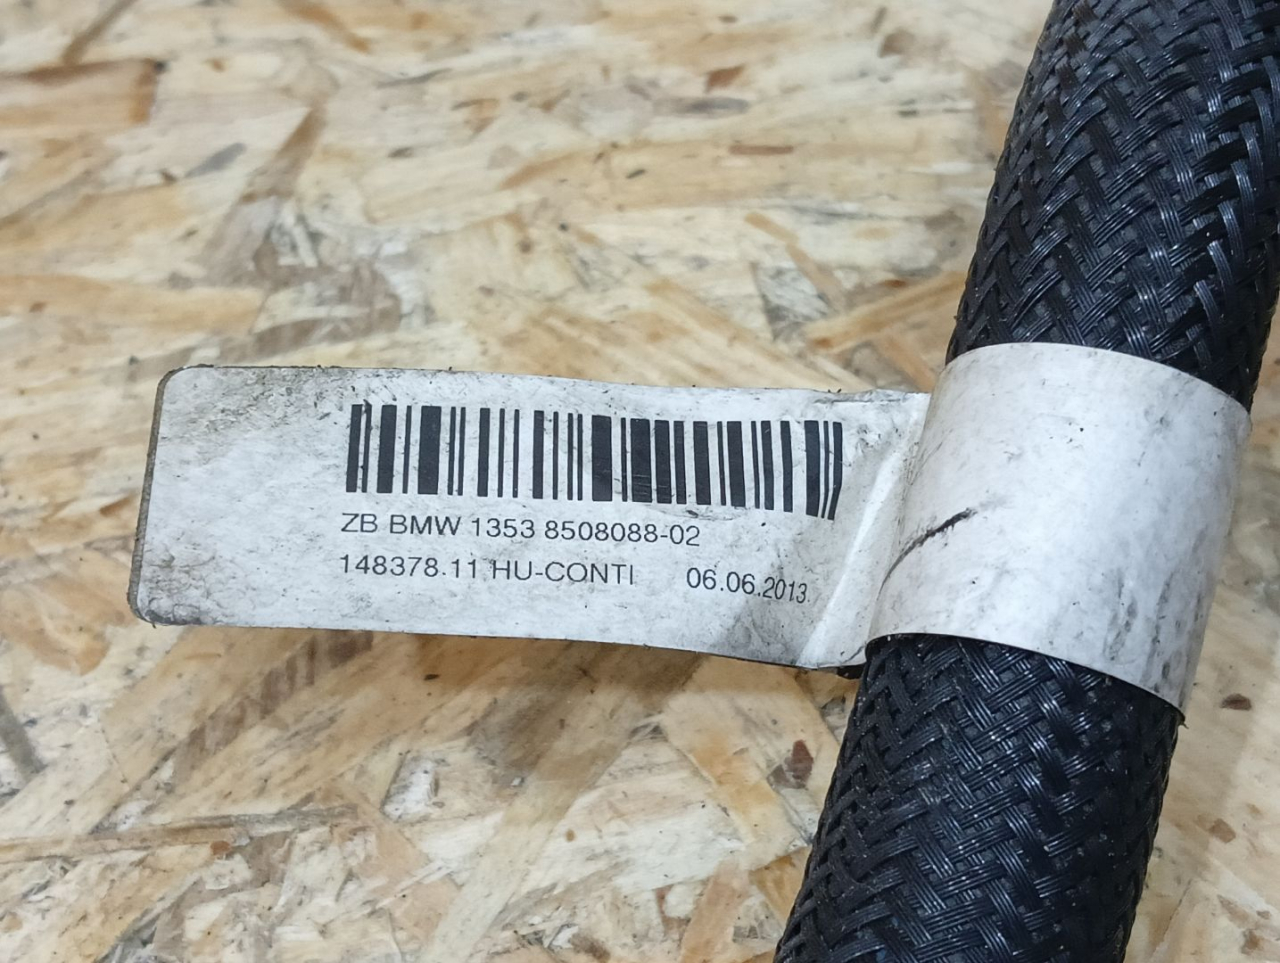 ZB BMW 1353 8508088-02
148378.11 HU-CONTI 06.06.2013